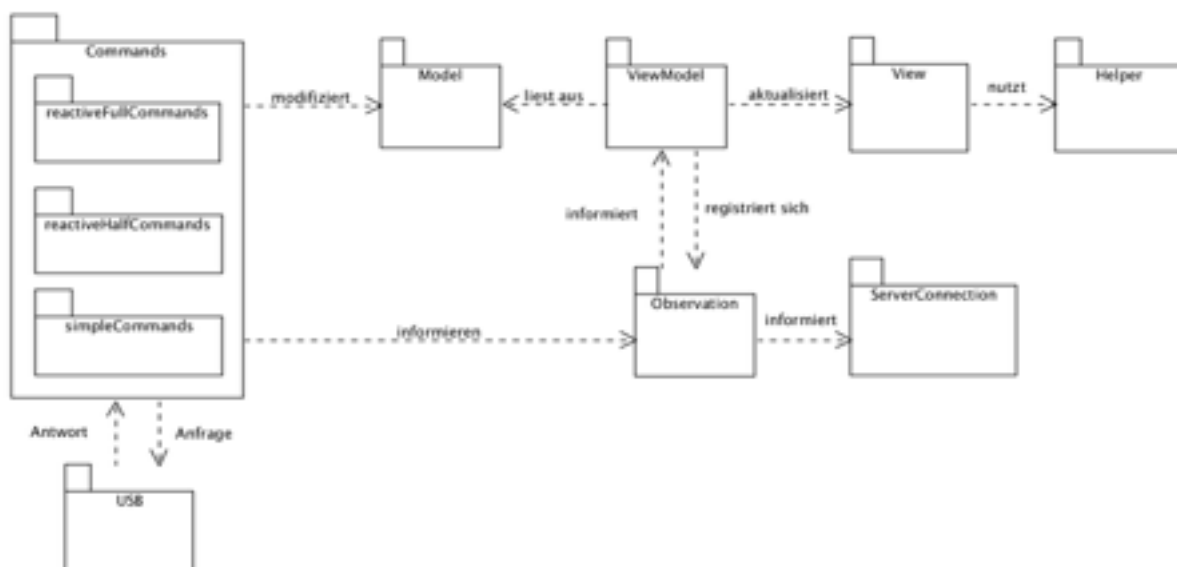 Commands
reactiveFullCommands
reactiveHalfCommands
simpleCommands
modifiziert
Model
liest aus
ViewModel
aktualisiert
View
nutzt
Helper
informiert
registriert sich
informieren
Observation
informiert
ServerConnection
Antwort
Anfrage
USB